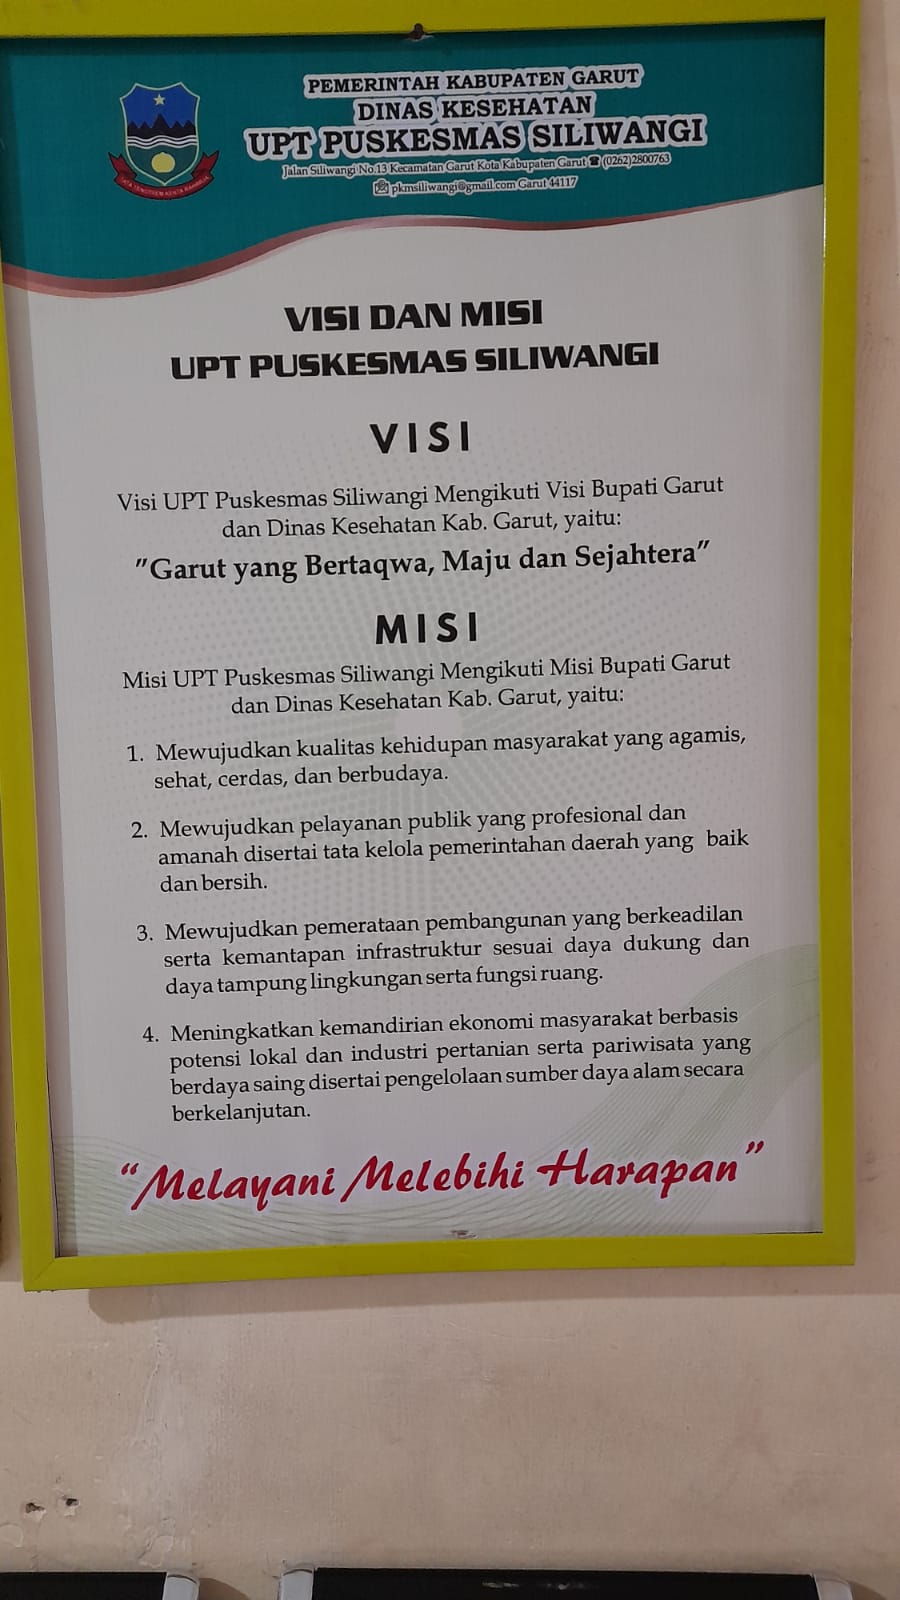 PEMERINTAH KABUPATEN GARUT
DINAS KESEHATAN
UPT PUSKESMAS SILIWANGI
Jalan Siliwangi No.13 Kecamatan Garut Kota Kabupaten Garut ☎ (0262)2800763
pkmsiliwangi@gmail.com Garut 44117
VISI DAN MISI
UPT PUSKESMAS SILIWANGI
VISI
Visi UPT Puskesmas Siliwangi Mengikuti Visi Bupati Garut
dan Dinas Kesehatan Kab. Garut, yaitu:
"Garut yang Bertaqwa, Maju dan Sejahtera"
MISI
Misi UPT Puskesmas Siliwangi Mengikuti Misi Bupati Garut
dan Dinas Kesehatan Kab. Garut, yaitu:
1. Mewujudkan kualitas kehidupan masyarakat yang agamis,
sehat, cerdas, dan berbudaya.
2. Mewujudkan pelayanan publik yang profesional dan
amanah disertai tata kelola pemerintahan daerah yang baik
dan bersih.
3. Mewujudkan pemerataan pembangunan yang berkeadilan
serta kemantapan infrastruktur sesuai daya dukung dan
daya tampung lingkungan serta fungsi ruang.
4. Meningkatkan kemandirian ekonomi masyarakat berbasis
potensi lokal dan industri pertanian serta pariwisata yang
berdaya saing disertai pengelolaan sumber daya alam secara
berkelanjutan.
"Melayani Melebihi Harapan"